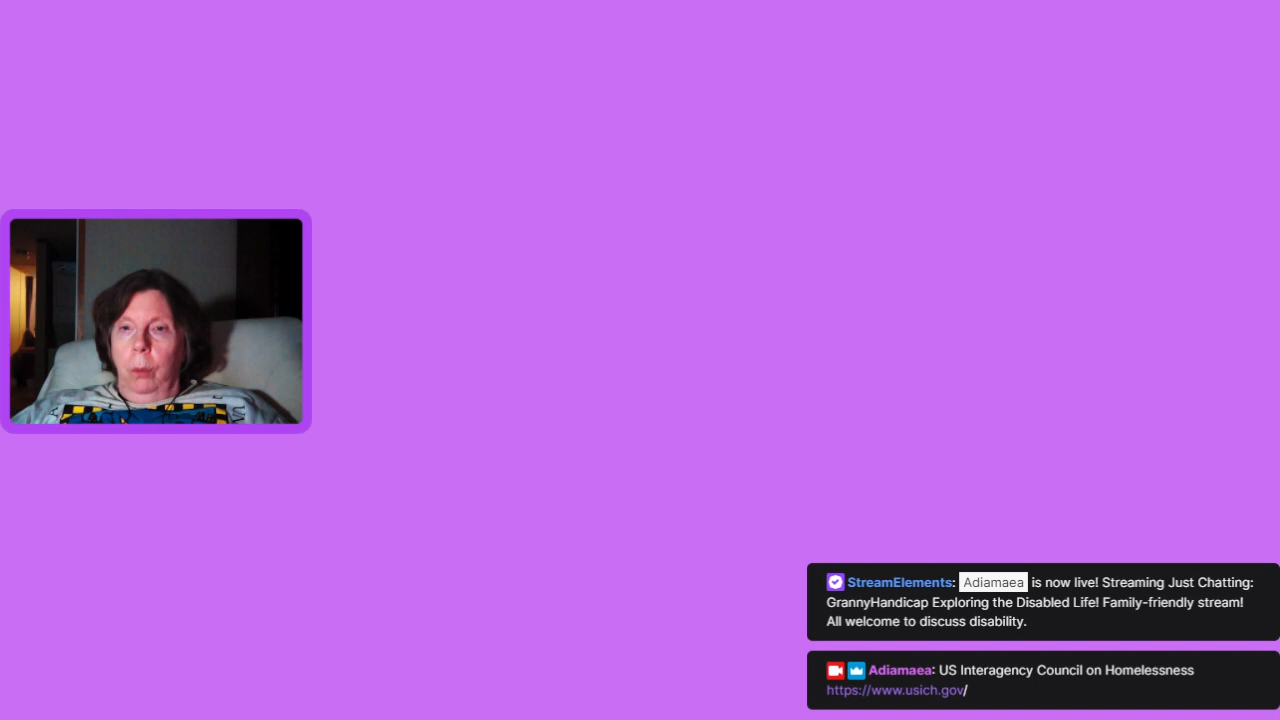 StreamElements: Adiamaea is now live! Streaming Just Chatting:
GrannyHandicap Exploring the Disabled Life! Family-friendly stream!
All welcome to discuss disability.
Adiamaea: US Interagency Council on Homelessness
https://www.usich.gov/